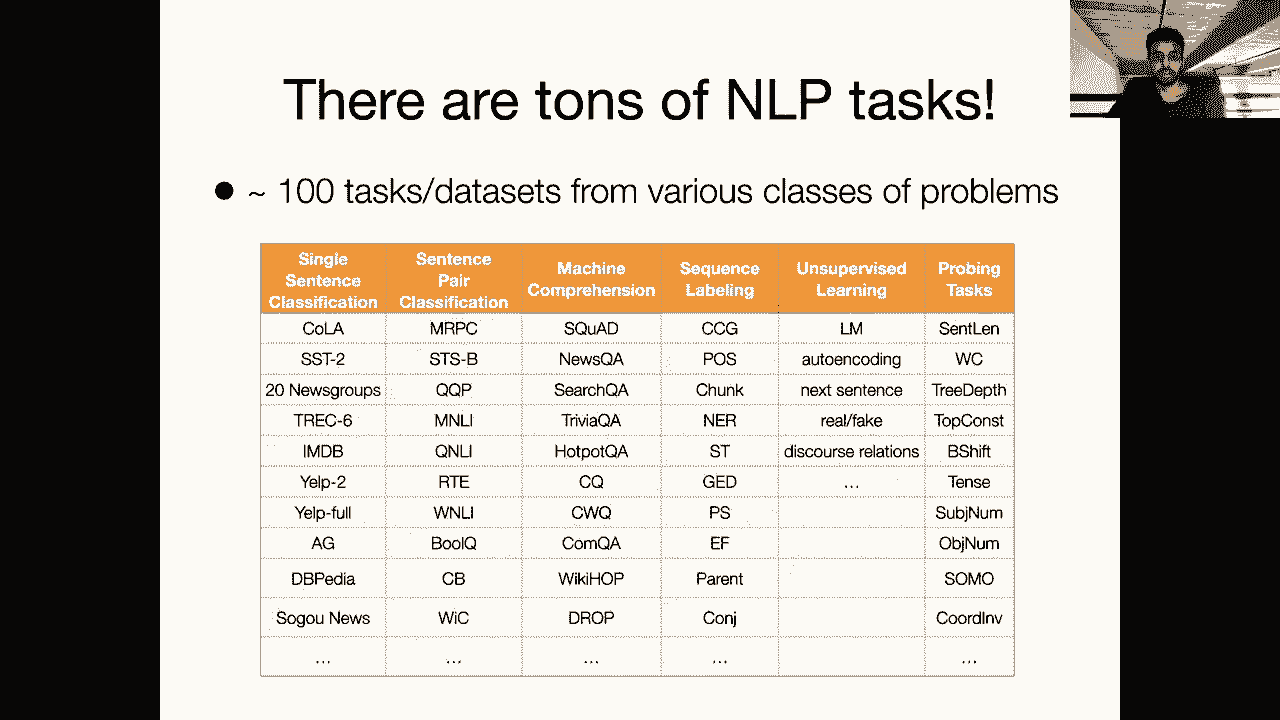 There are tons of NLP tasks!
● ~ 100 tasks/datasets from various classes of problems
Single Sentence Classification Sentence Pair Classification Machine Comprehension Sequence Labeling Unsupervised Learning Probing Tasks
CoLA MRPC SQuAD CCG LM SentLen
SST-2 STS-B NewsQA POS autoencoding WC
20 Newsgroups QQP SearchQA Chunk next sentence TreeDepth
TREC-6 MNLI TriviaQA NER real/fake TopConst
IMDB QNLI HotpotQA ST discourse relations BShift
Yelp-2 RTE CQ GED ... Tense
Yelp-full WNLI CWQ PS SubjNum
AG BoolQ ComQA EF ObjNum
DBPedia CB WikiHOP Parent SOMO
Sogou News WiC DROP Conj CoordInv
... ... ... ... ...